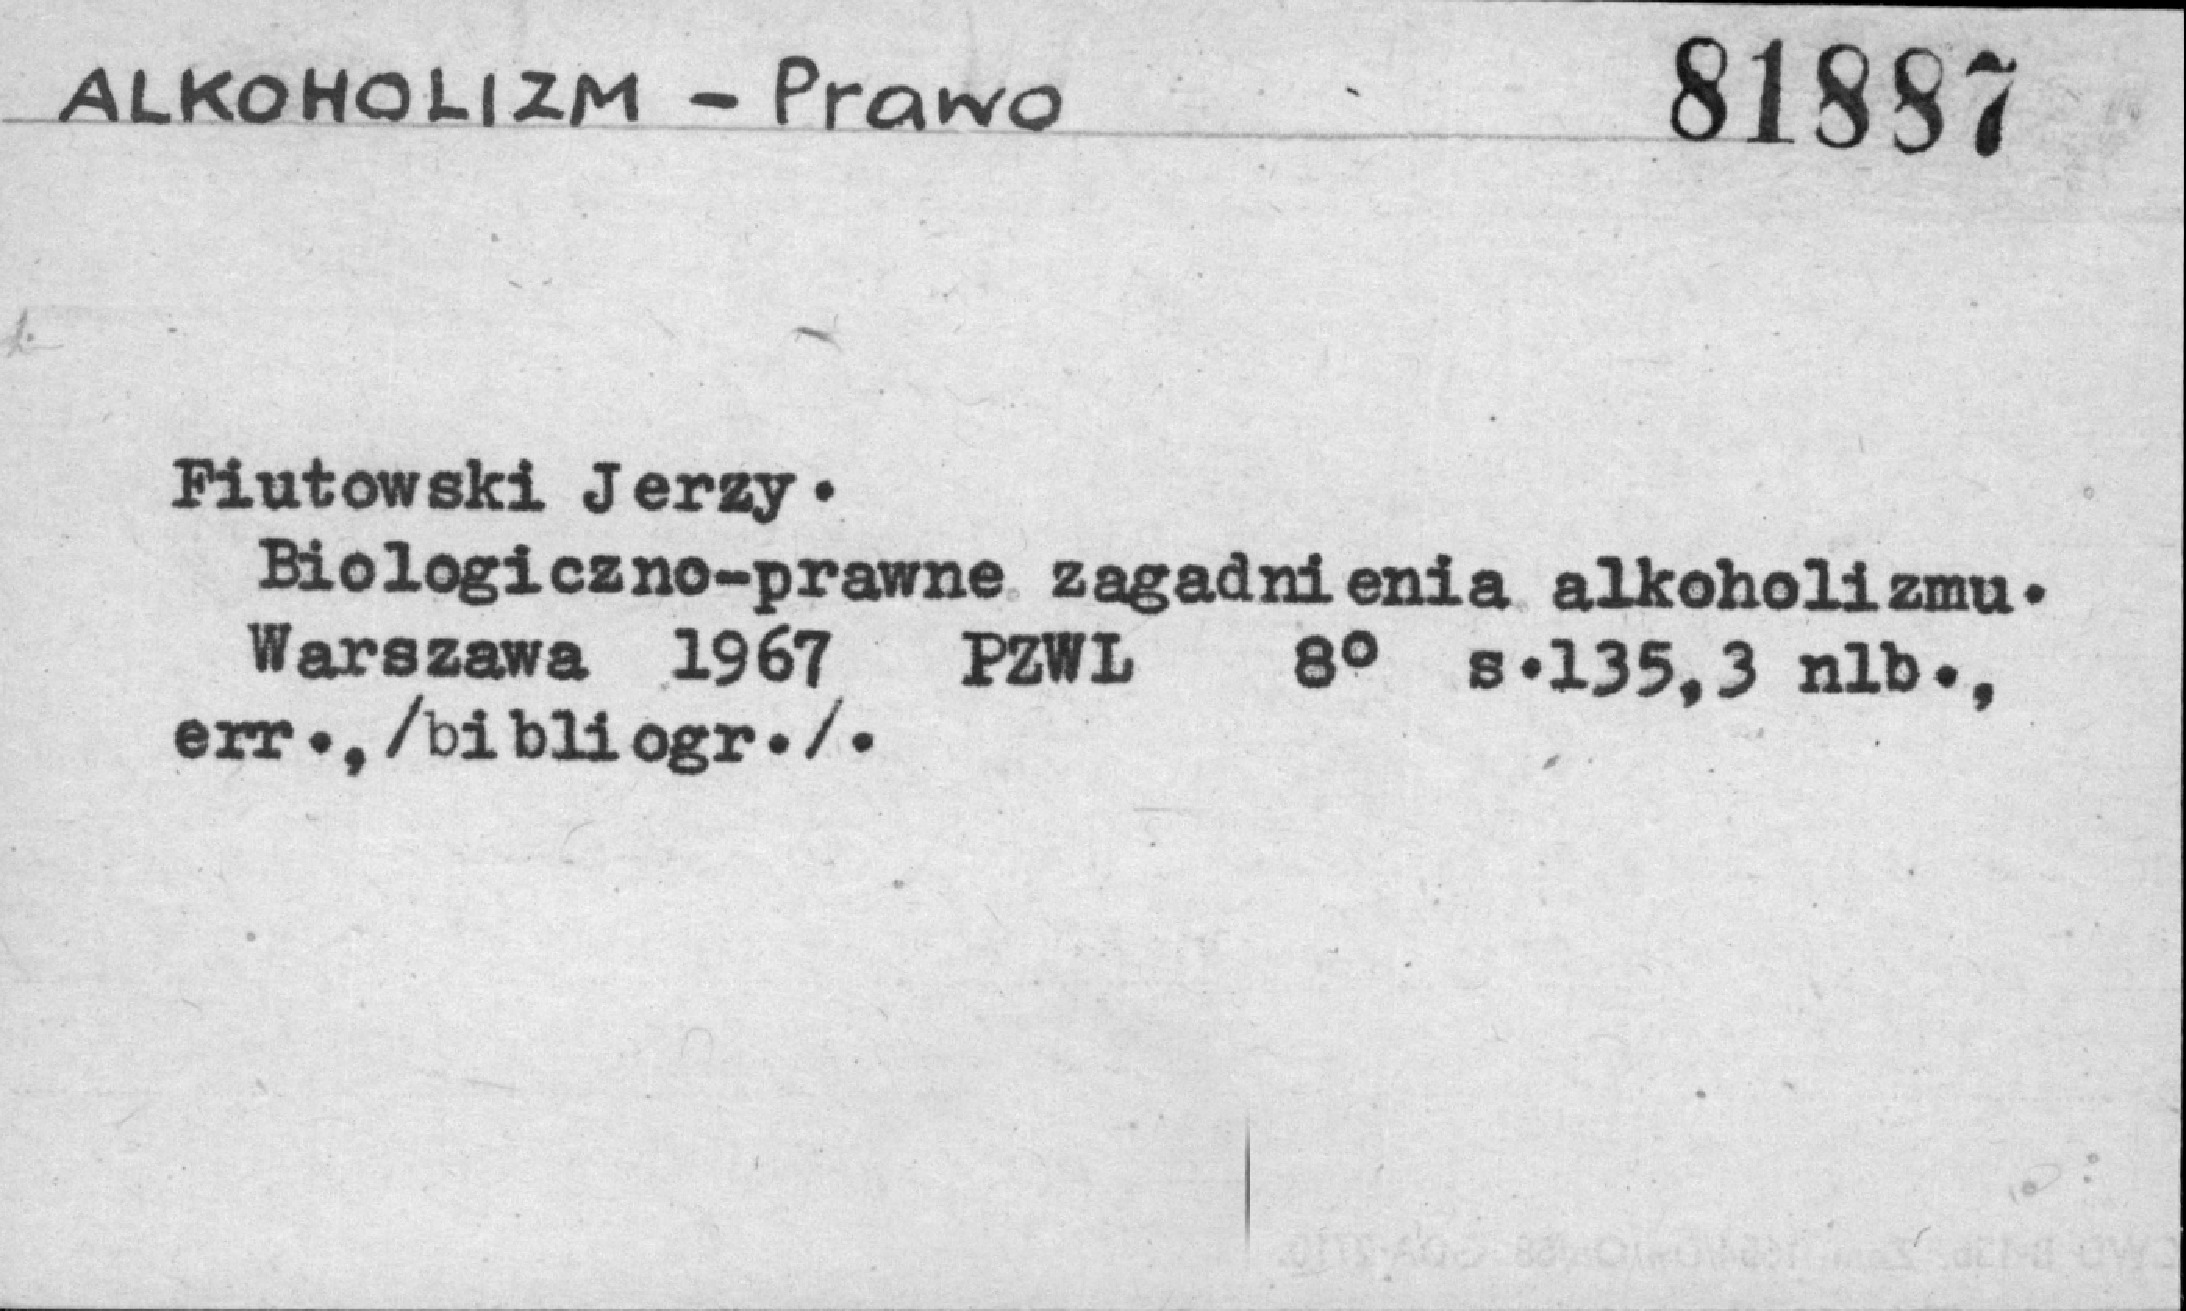 ALKOHOLIZM - Prawo 81887
Fiutowski Jerzy.
Biologiczno-prawne zagadnienia alkoholizmu.
Warszawa 1967 PZWL 8° s.135,3 nlb.,
err.,/bibliogr./.